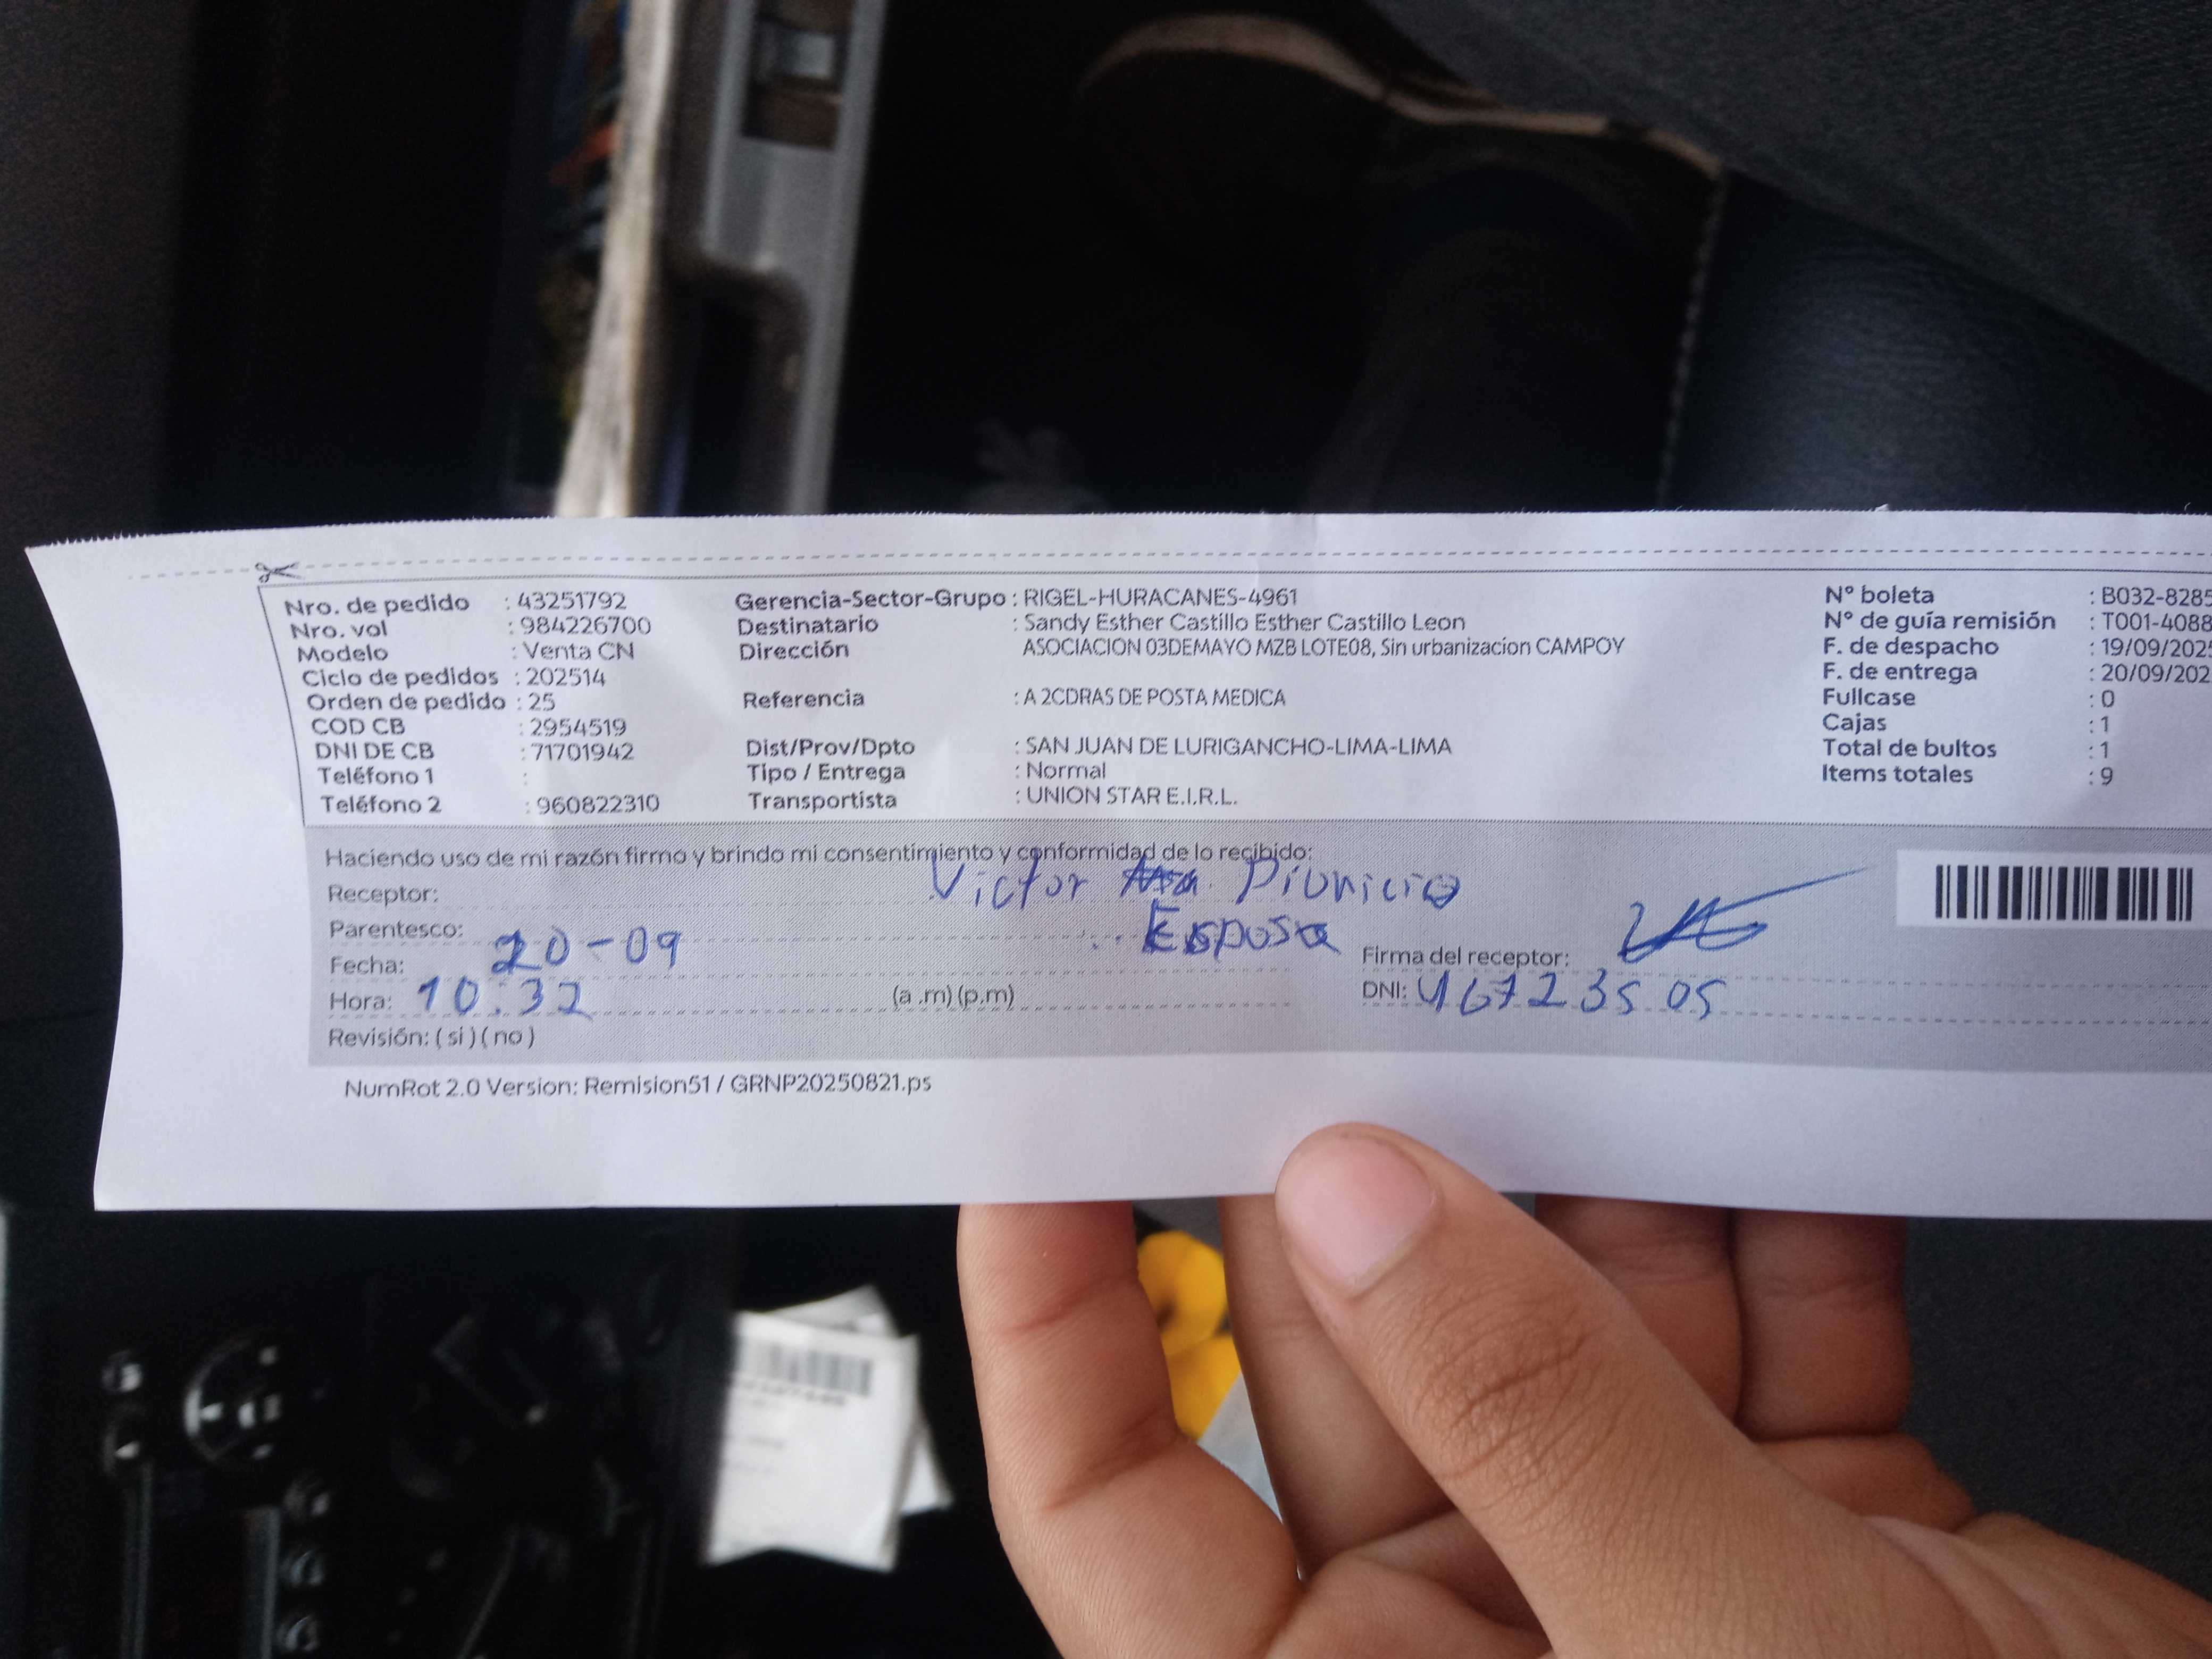 Nro. de pedido : 43251792 Gerencia-Sector-Grupo : RIGEL-HURACANES-4961 N° boleta : B032-8285
Nro. vol : 984226700 Destinatario : Sandy Esther Castillo Esther Castillo Leon N° de guía remisión : T001-4088
Modelo : Venta CN Dirección ASOCIACION 03DEMAYO MZB LOTE08, Sin urbanizacion CAMPOY F. de despacho : 19/09/2025
Ciclo de pedidos : 202514 F. de entrega : 20/09/202
Orden de pedido : 25 Referencia : A 2CDRAS DE POSTA MEDICA Fullcase : 0
COD CB : 2954519 Cajas : 1
DNI DE CB : 71701942 Dist/Prov/Dpto : SAN JUAN DE LURIGANCHO-LIMA-LIMA Total de bultos : 1
Teléfono 1 : Tipo / Entrega : Normal Items totales : 9
Teléfono 2 : 960822310 Transportista : UNION STAR E.I.R.L.
Haciendo uso de mi razón firmo y brindo mi consentimiento y conformidad de lo recibido:
Receptor: Victor Dionicio
Parentesco: Esposo
Fecha: 20-09 Firma del receptor:
Hora: 10:32 (a .m) (p.m) DNI: 46723505
Revisión: ( si ) ( no )
NumRot 2.0 Version: Remision51 / GRNP20250821.ps